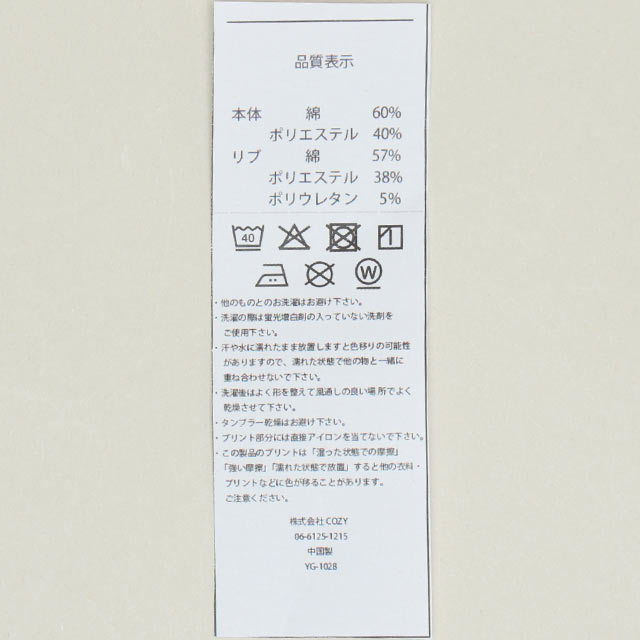 品質表示
本体 綿 60%
ポリエステル 40%
リブ 綿 57%
ポリエステル 38%
ポリウレタン 5%
40
W
・他のものとのお洗濯はお避け下さい。
・洗濯の際は蛍光増白剤の入っていない洗剤を
ご使用下さい。
・汗や水に濡れたまま放置しますと色移りの可能性
がありますので、濡れた状態で他の物と一緒に
重ね合わせないで下さい。
・洗濯後はよく形を整えて風通しの良い場所でよく
乾燥させて下さい。
・タンブラー乾燥はお避け下さい。
・プリント部分には直接アイロンを当てないで下さい。
・この製品のプリントは「湿った状態での摩擦」
「強い摩擦」「濡れた状態で放置」すると他の衣料・
プリントなどに色が移ることがあります。
ご注意ください。
株式会社 COZY
06-6125-1215
中国製
YG-1028